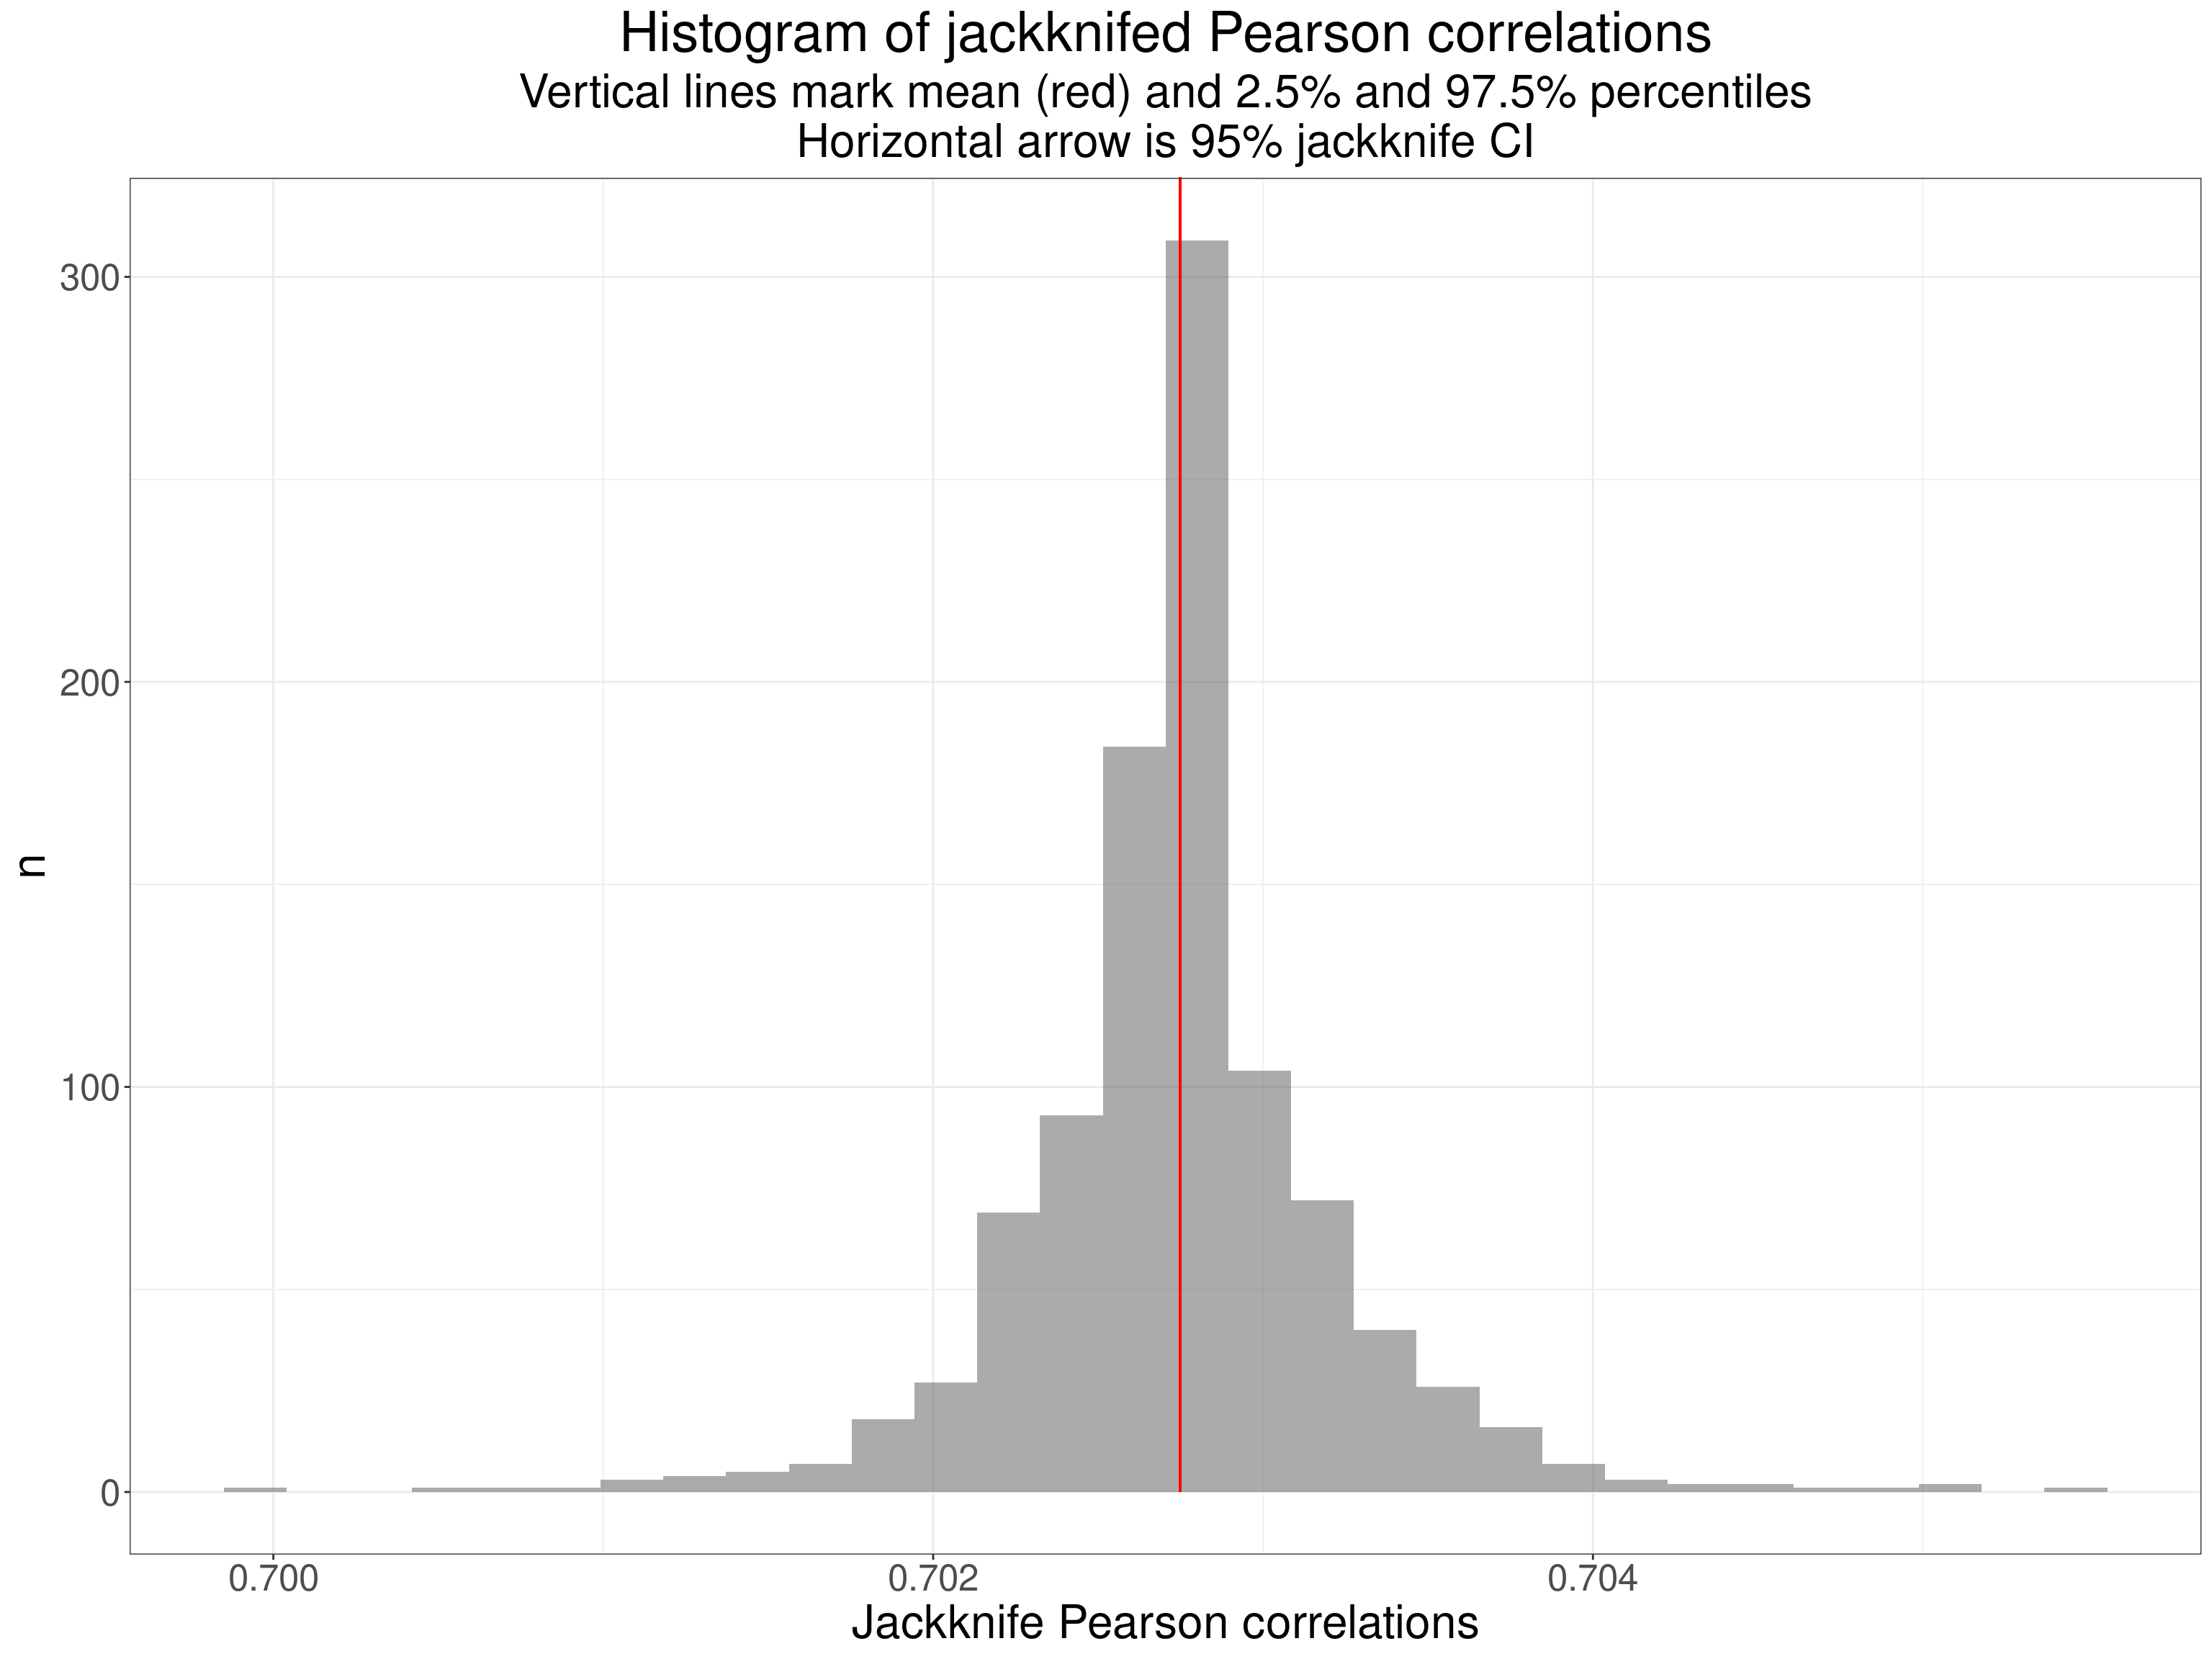 Histogram of jackknifed Pearson correlations
Vertical lines mark mean (red) and 2.5% and 97.5% percentiles
Horizontal arrow is 95% jackknife CI
n
300
200
100
0
0.700 0.702 0.704
Jackknife Pearson correlations